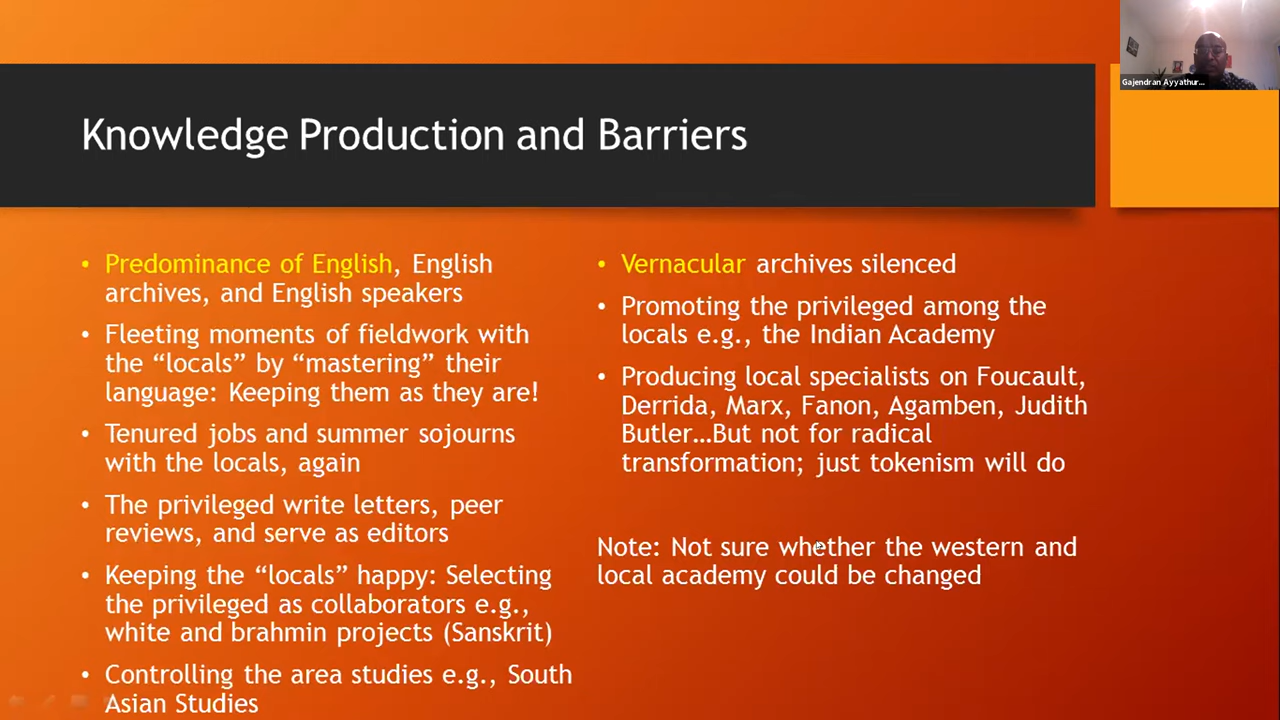 Gajendran Ayyathur...
Knowledge Production and Barriers
• Predominance of English, English
archives, and English speakers
• Fleeting moments of fieldwork with
the “locals” by “mastering” their
language: Keeping them as they are!
• Tenured jobs and summer sojourns
with the locals, again
• The privileged write letters, peer
reviews, and serve as editors
• Keeping the “locals” happy: Selecting
the privileged as collaborators e.g.,
white and brahmin projects (Sanskrit)
• Controlling the area studies e.g., South
Asian Studies
• Vernacular archives silenced
• Promoting the privileged among the
locals e.g., the Indian Academy
• Producing local specialists on Foucault,
Derrida, Marx, Fanon, Agamben, Judith
Butler…But not for radical
transformation; just tokenism will do
Note: Not sure whether the western and
local academy could be changed